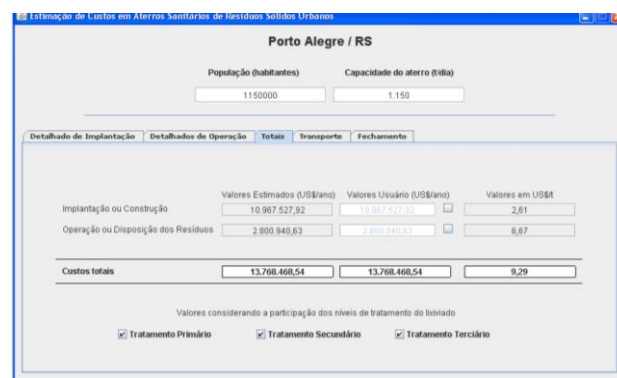 Estimação de Custos em Aterros Sanitários de Resíduos Sólidos Urbanos
Porto Alegre / RS
População (habitantes) Capacidade do aterro (t/dia)
1150000 1.150
Detalhado de Implantação Detalhados de Operação Totais Transporte Fechamento
Valores Estimados (US$/ano) Valores Usuário (US$/ano) Valores em US$/t
Implantação ou Construção 10.967.527,92 10.967.527,92 2,61
Operação ou Disposição dos Resíduos 2.800.940,63 2.800.940,63 6,67
Custos totais 13.768.468,54 13.768.468,54 9,29
Valores considerando a participação dos níveis de tratamento do lixiviado
Tratamento Primário Tratamento Secundário Tratamento Terciário